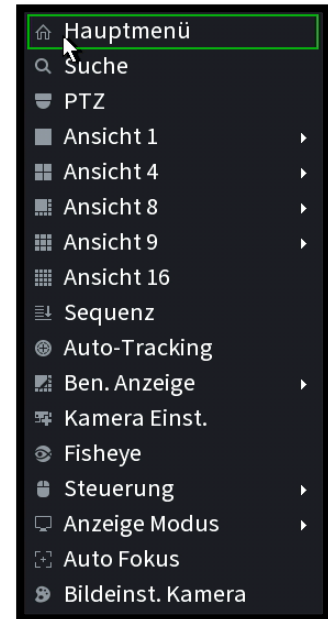 Hauptmenü
Suche
PTZ
Ansicht 1
Ansicht 4
Ansicht 8
Ansicht 9
Ansicht 16
Sequenz
Auto-Tracking
Ben. Anzeige
Kamera Einst.
Fisheye
Steuerung
Anzeige Modus
Auto Fokus
Bildeinst. Kamera